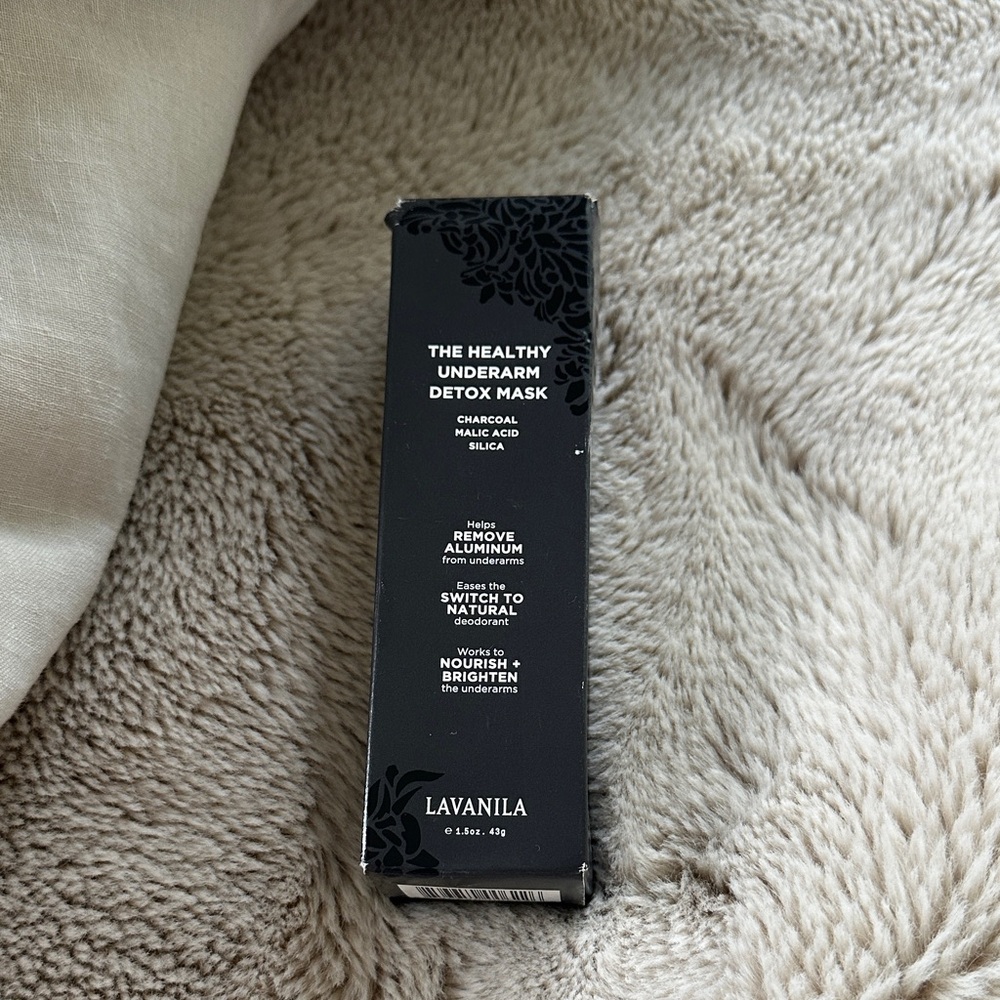 THE HEALTHY
UNDERARM
DETOX MASK
CHARCOAL
MALIC ACID
SILICA
Helps
REMOVE
ALUMINUM
from underarms
Eases the
SWITCH TO
NATURAL
deodorant
Works to
NOURISH +
BRIGHTEN
the underarms
LAVANILA
℮ 1.5oz. 43g